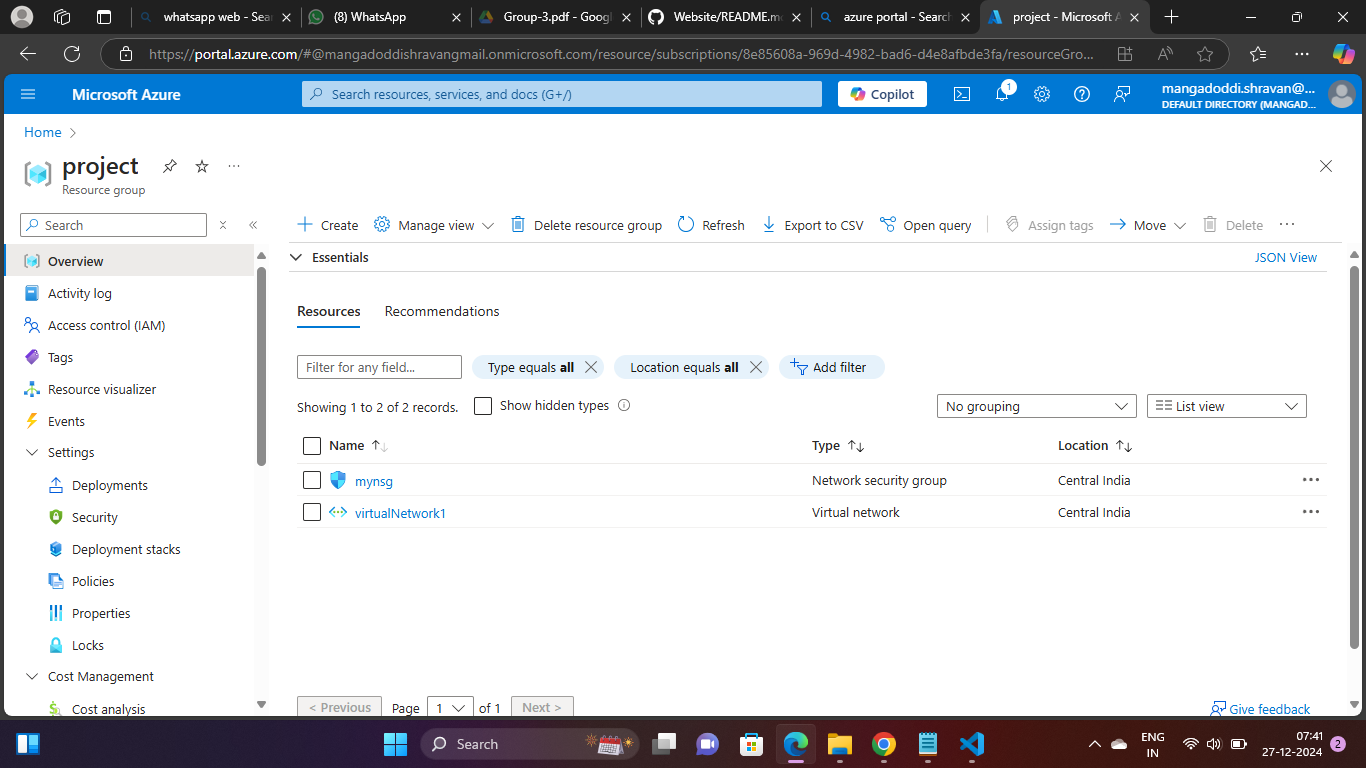 whatsapp web - Sear
(8) WhatsApp
Group-3.pdf - Googl
Website/README.m
azure portal - Search
project - Microsoft A
https://portal.azure.com/#@mangadoddishravangmail.onmicrosoft.com/resource/subscriptions/8e85608a-969d-4982-bad6-d4e8afbde3fa/resourceGro...
Microsoft Azure
Search resources, services, and docs (G+/)
Copilot
1
mangadoddi.shravan@...
DEFAULT DIRECTORY (MANGAD...
Home
project
Resource group
Search
Create
Manage view
Delete resource group
Refresh
Export to CSV
Open query
Assign tags
Move
Delete
Overview
Activity log
Access control (IAM)
Tags
Resource visualizer
Events
Settings
Deployments
Security
Deployment stacks
Policies
Properties
Locks
Cost Management
Cost analysis
Essentials
JSON View
Resources
Recommendations
Filter for any field...
Type equals all
Location equals all
Add filter
Showing 1 to 2 of 2 records.
Show hidden types
No grouping
List view
Name
Type
Location
mynsg
Network security group
Central India
virtualNetwork1
Virtual network
Central India
< Previous
Page
1
of 1
Next >
Give feedback
Search
ENG
IN
07:41
27-12-2024
2